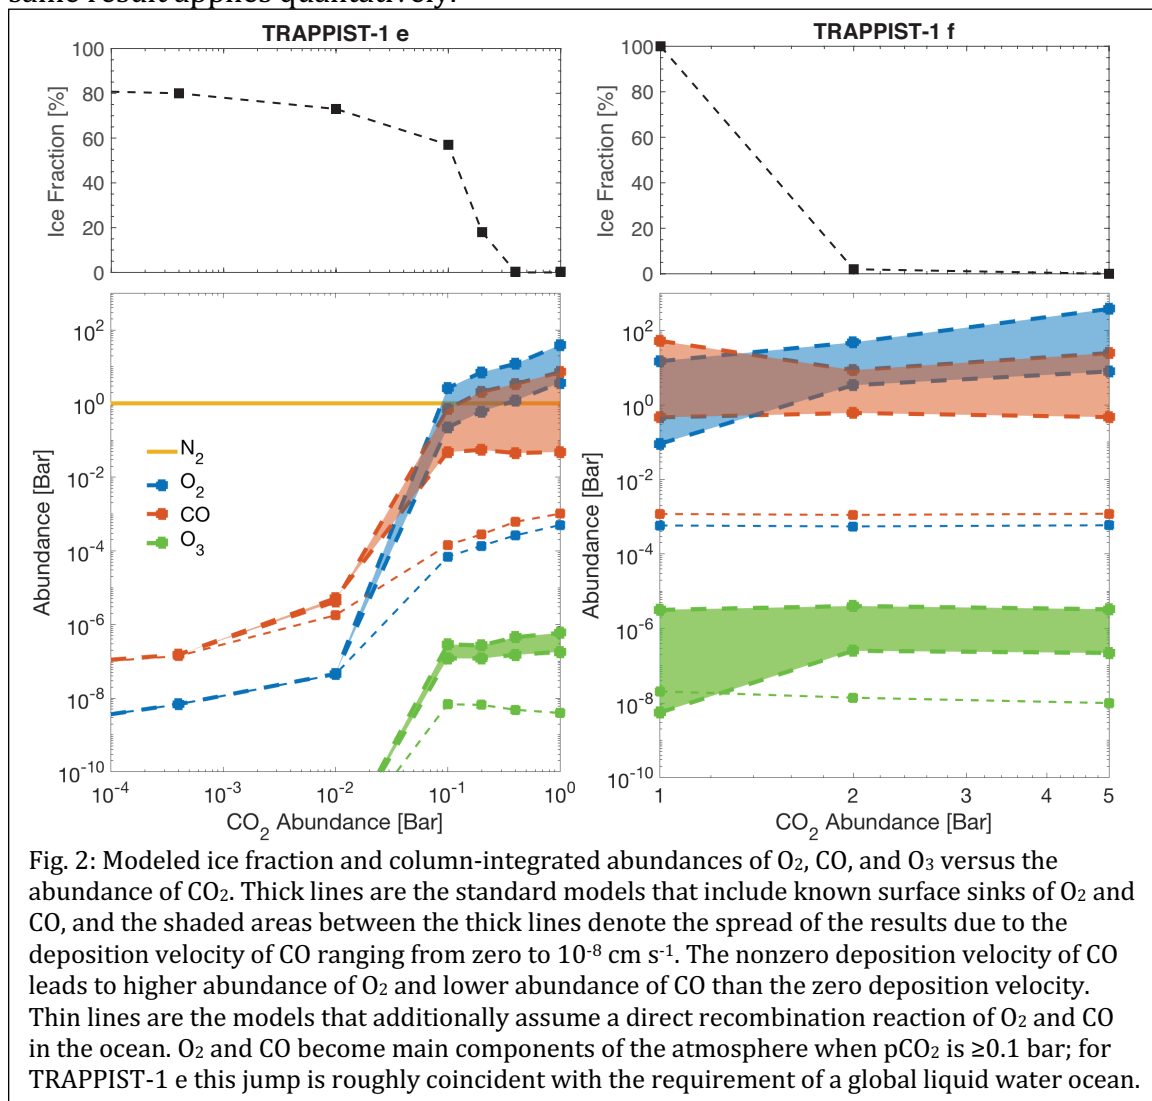 same result applies qualitatively.
TRAPPIST-1 e
TRAPPIST-1 f
Ice Fraction [%]
100
80
60
40
20
0
Ice Fraction [%]
100
80
60
40
20
0
Abundance [Bar]
10²
10⁰
10⁻²
10⁻⁴
10⁻⁶
10⁻⁸
10⁻¹⁰
N₂
O₂
CO
O₃
10⁻⁴ 10⁻³ 10⁻² 10⁻¹ 10⁰
CO₂ Abundance [Bar]
Abundance [Bar]
10²
10⁰
10⁻²
10⁻⁴
10⁻⁶
10⁻⁸
10⁻¹⁰
1 2 3 4 5
CO₂ Abundance [Bar]
Fig. 2: Modeled ice fraction and column-integrated abundances of O₂, CO, and O₃ versus the
abundance of CO₂. Thick lines are the standard models that include known surface sinks of O₂ and
CO, and the shaded areas between the thick lines denote the spread of the results due to the
deposition velocity of CO ranging from zero to 10⁻⁸ cm s⁻¹. The nonzero deposition velocity of CO
leads to higher abundance of O₂ and lower abundance of CO than the zero deposition velocity.
Thin lines are the models that additionally assume a direct recombination reaction of O₂ and CO
in the ocean. O₂ and CO become main components of the atmosphere when pCO₂ is ≥0.1 bar; for
TRAPPIST-1 e this jump is roughly coincident with the requirement of a global liquid water ocean.